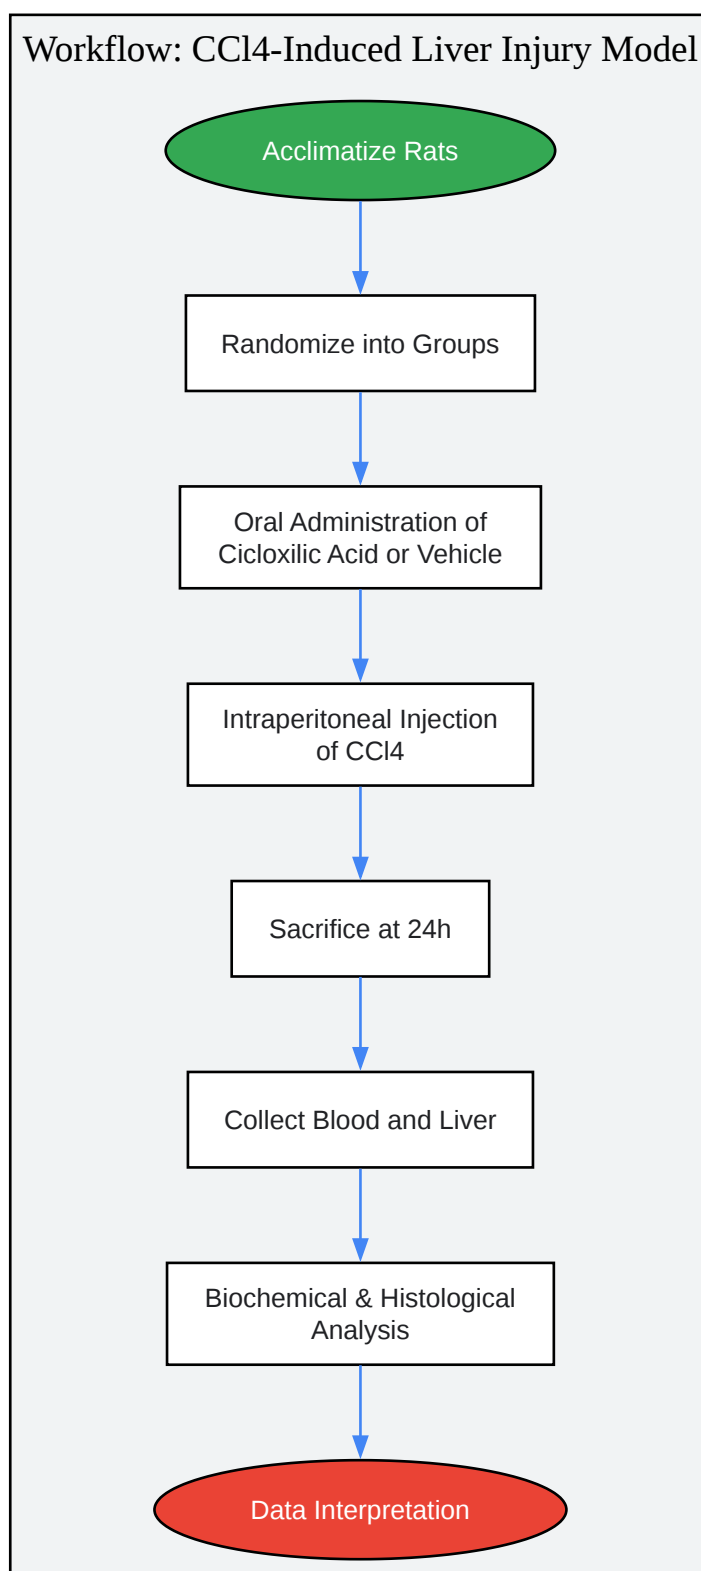 Workflow: CCl4-Induced Liver Injury Model
Acclimatize Rats
Randomize into Groups
Oral Administration of
Cicloxilic Acid or Vehicle
Intraperitoneal Injection
of CCl4
Sacrifice at 24h
Collect Blood and Liver
Biochemical & Histological
Analysis
Data Interpretation